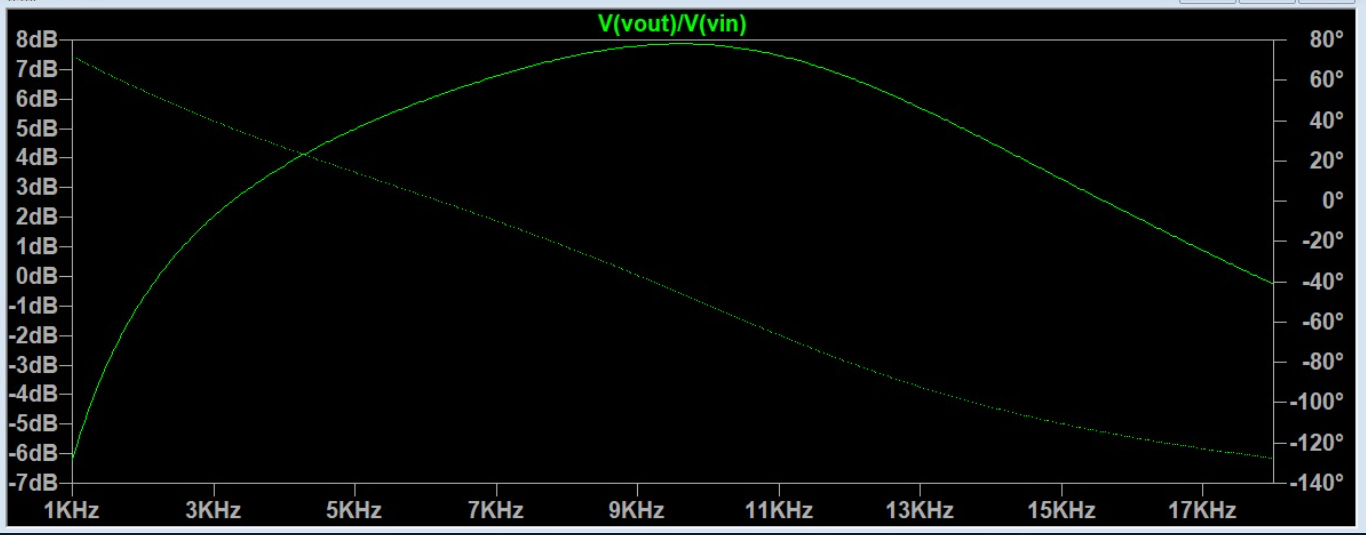 V(vout)/V(vin)
8dB
7dB
6dB
5dB
4dB
3dB
2dB
1dB
0dB
-1dB
-2dB
-3dB
-4dB
-5dB
-6dB
-7dB
80°
60°
40°
20°
0°
-20°
-40°
-60°
-80°
-100°
-120°
-140°
1KHz 3KHz 5KHz 7KHz 9KHz 11KHz 13KHz 15KHz 17KHz